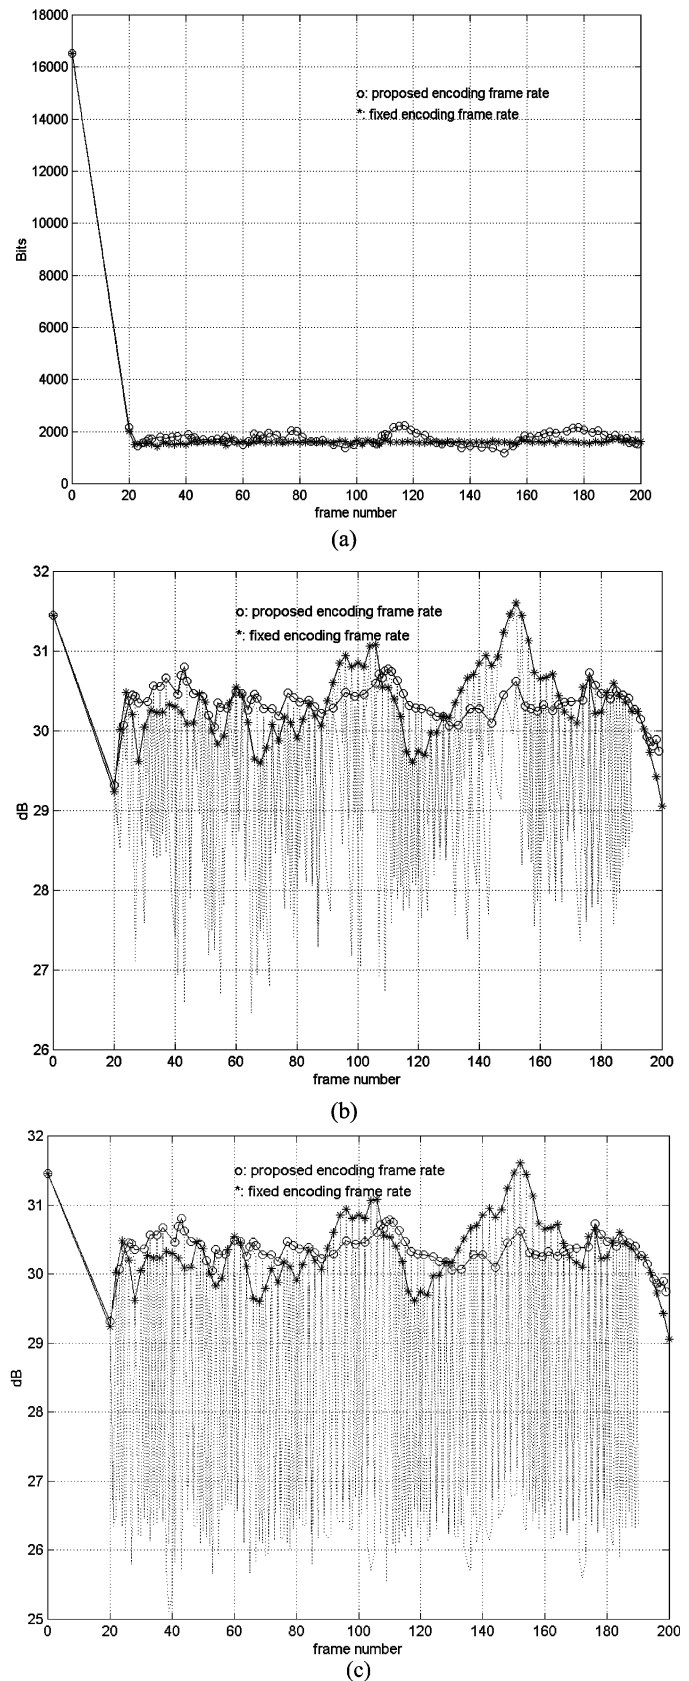 18000
16000
o: proposed encoding frame rate
*: fixed encoding frame rate
14000
12000
10000
Bits
8000
6000
4000
2000
0
0 20 40 60 80 100 120 140 160 180 200
frame number
(a)
32
o: proposed encoding frame rate
*: fixed encoding frame rate
31
30
29
dB
28
27
26
0 20 40 60 80 100 120 140 160 180 200
frame number
(b)
32
o: proposed encoding frame rate
*: fixed encoding frame rate
31
30
29
dB
28
27
26
25
0 20 40 60 80 100 120 140 160 180 200
frame number
(c)